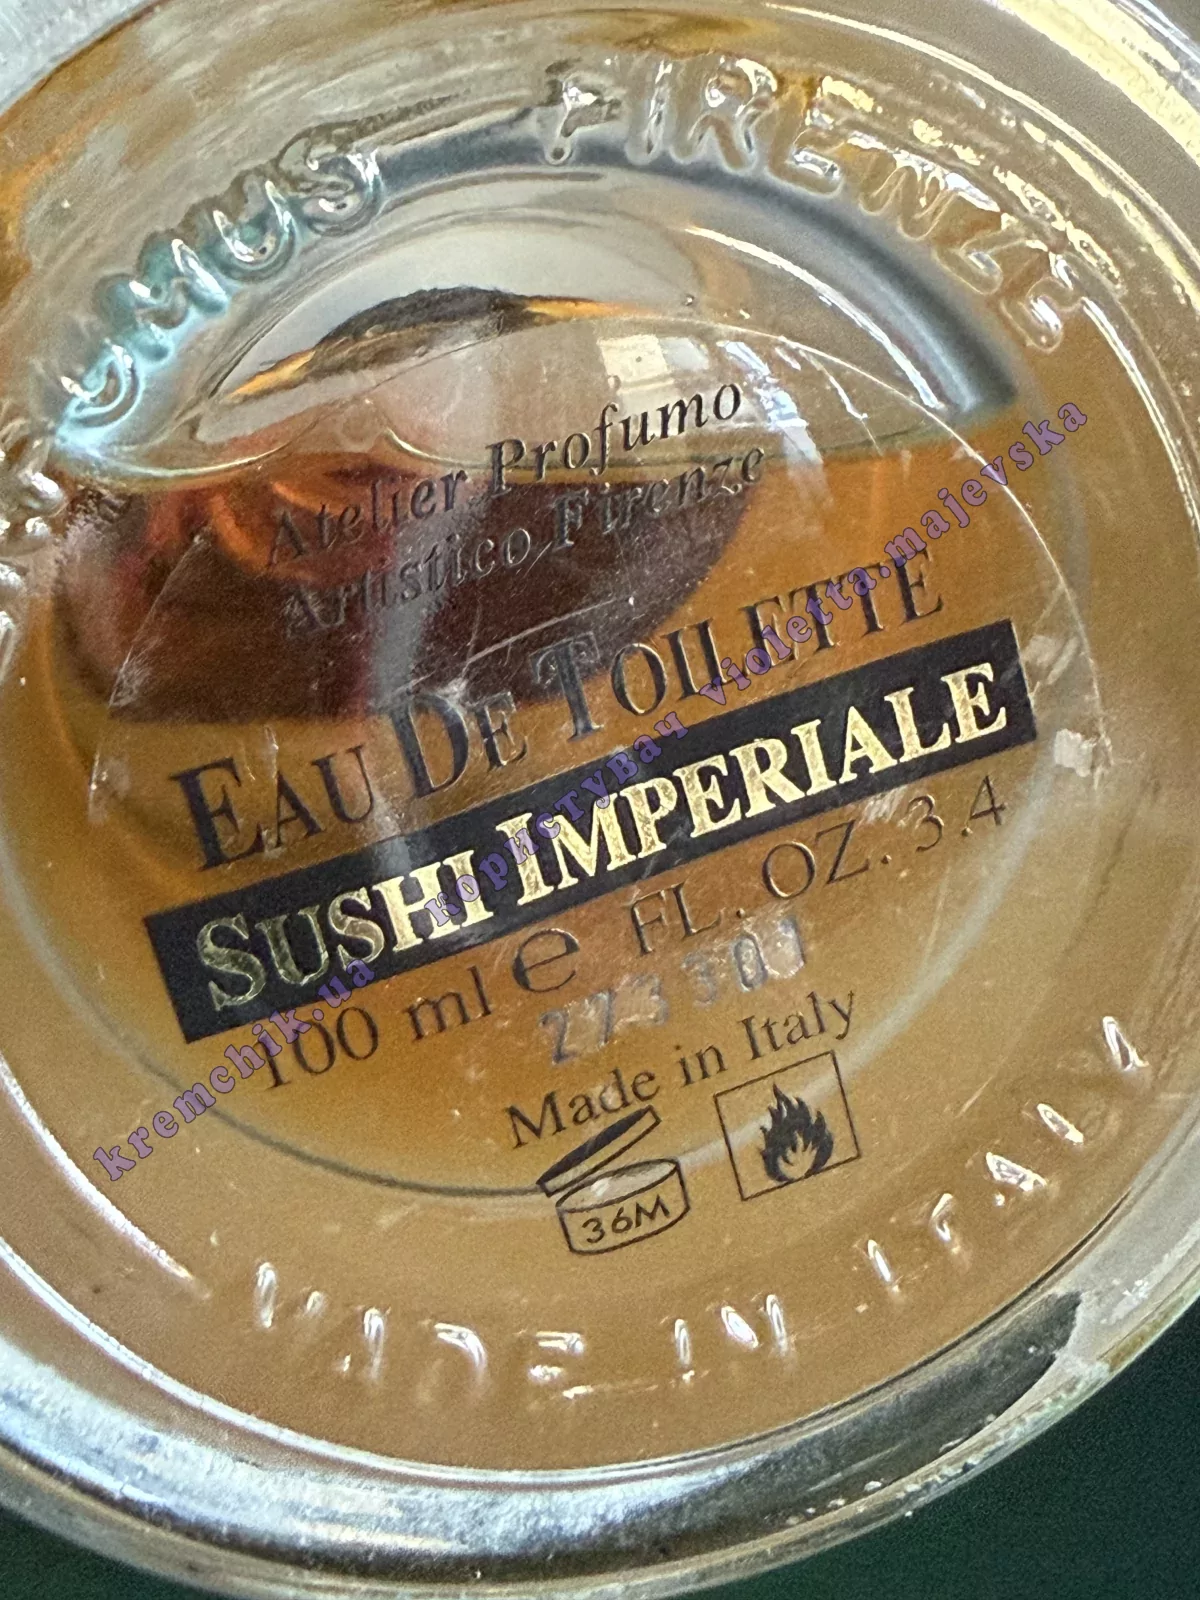 FIRENZE
Atelier Profumo
Artistico Firenze
EAU DE TOILETTE
SUSHI IMPERIALE
100 ml e FL. OZ. 3.4
273301
Made in Italy
36M
MADE IN ITALY
kremchik.ua користувач violetta.majevska